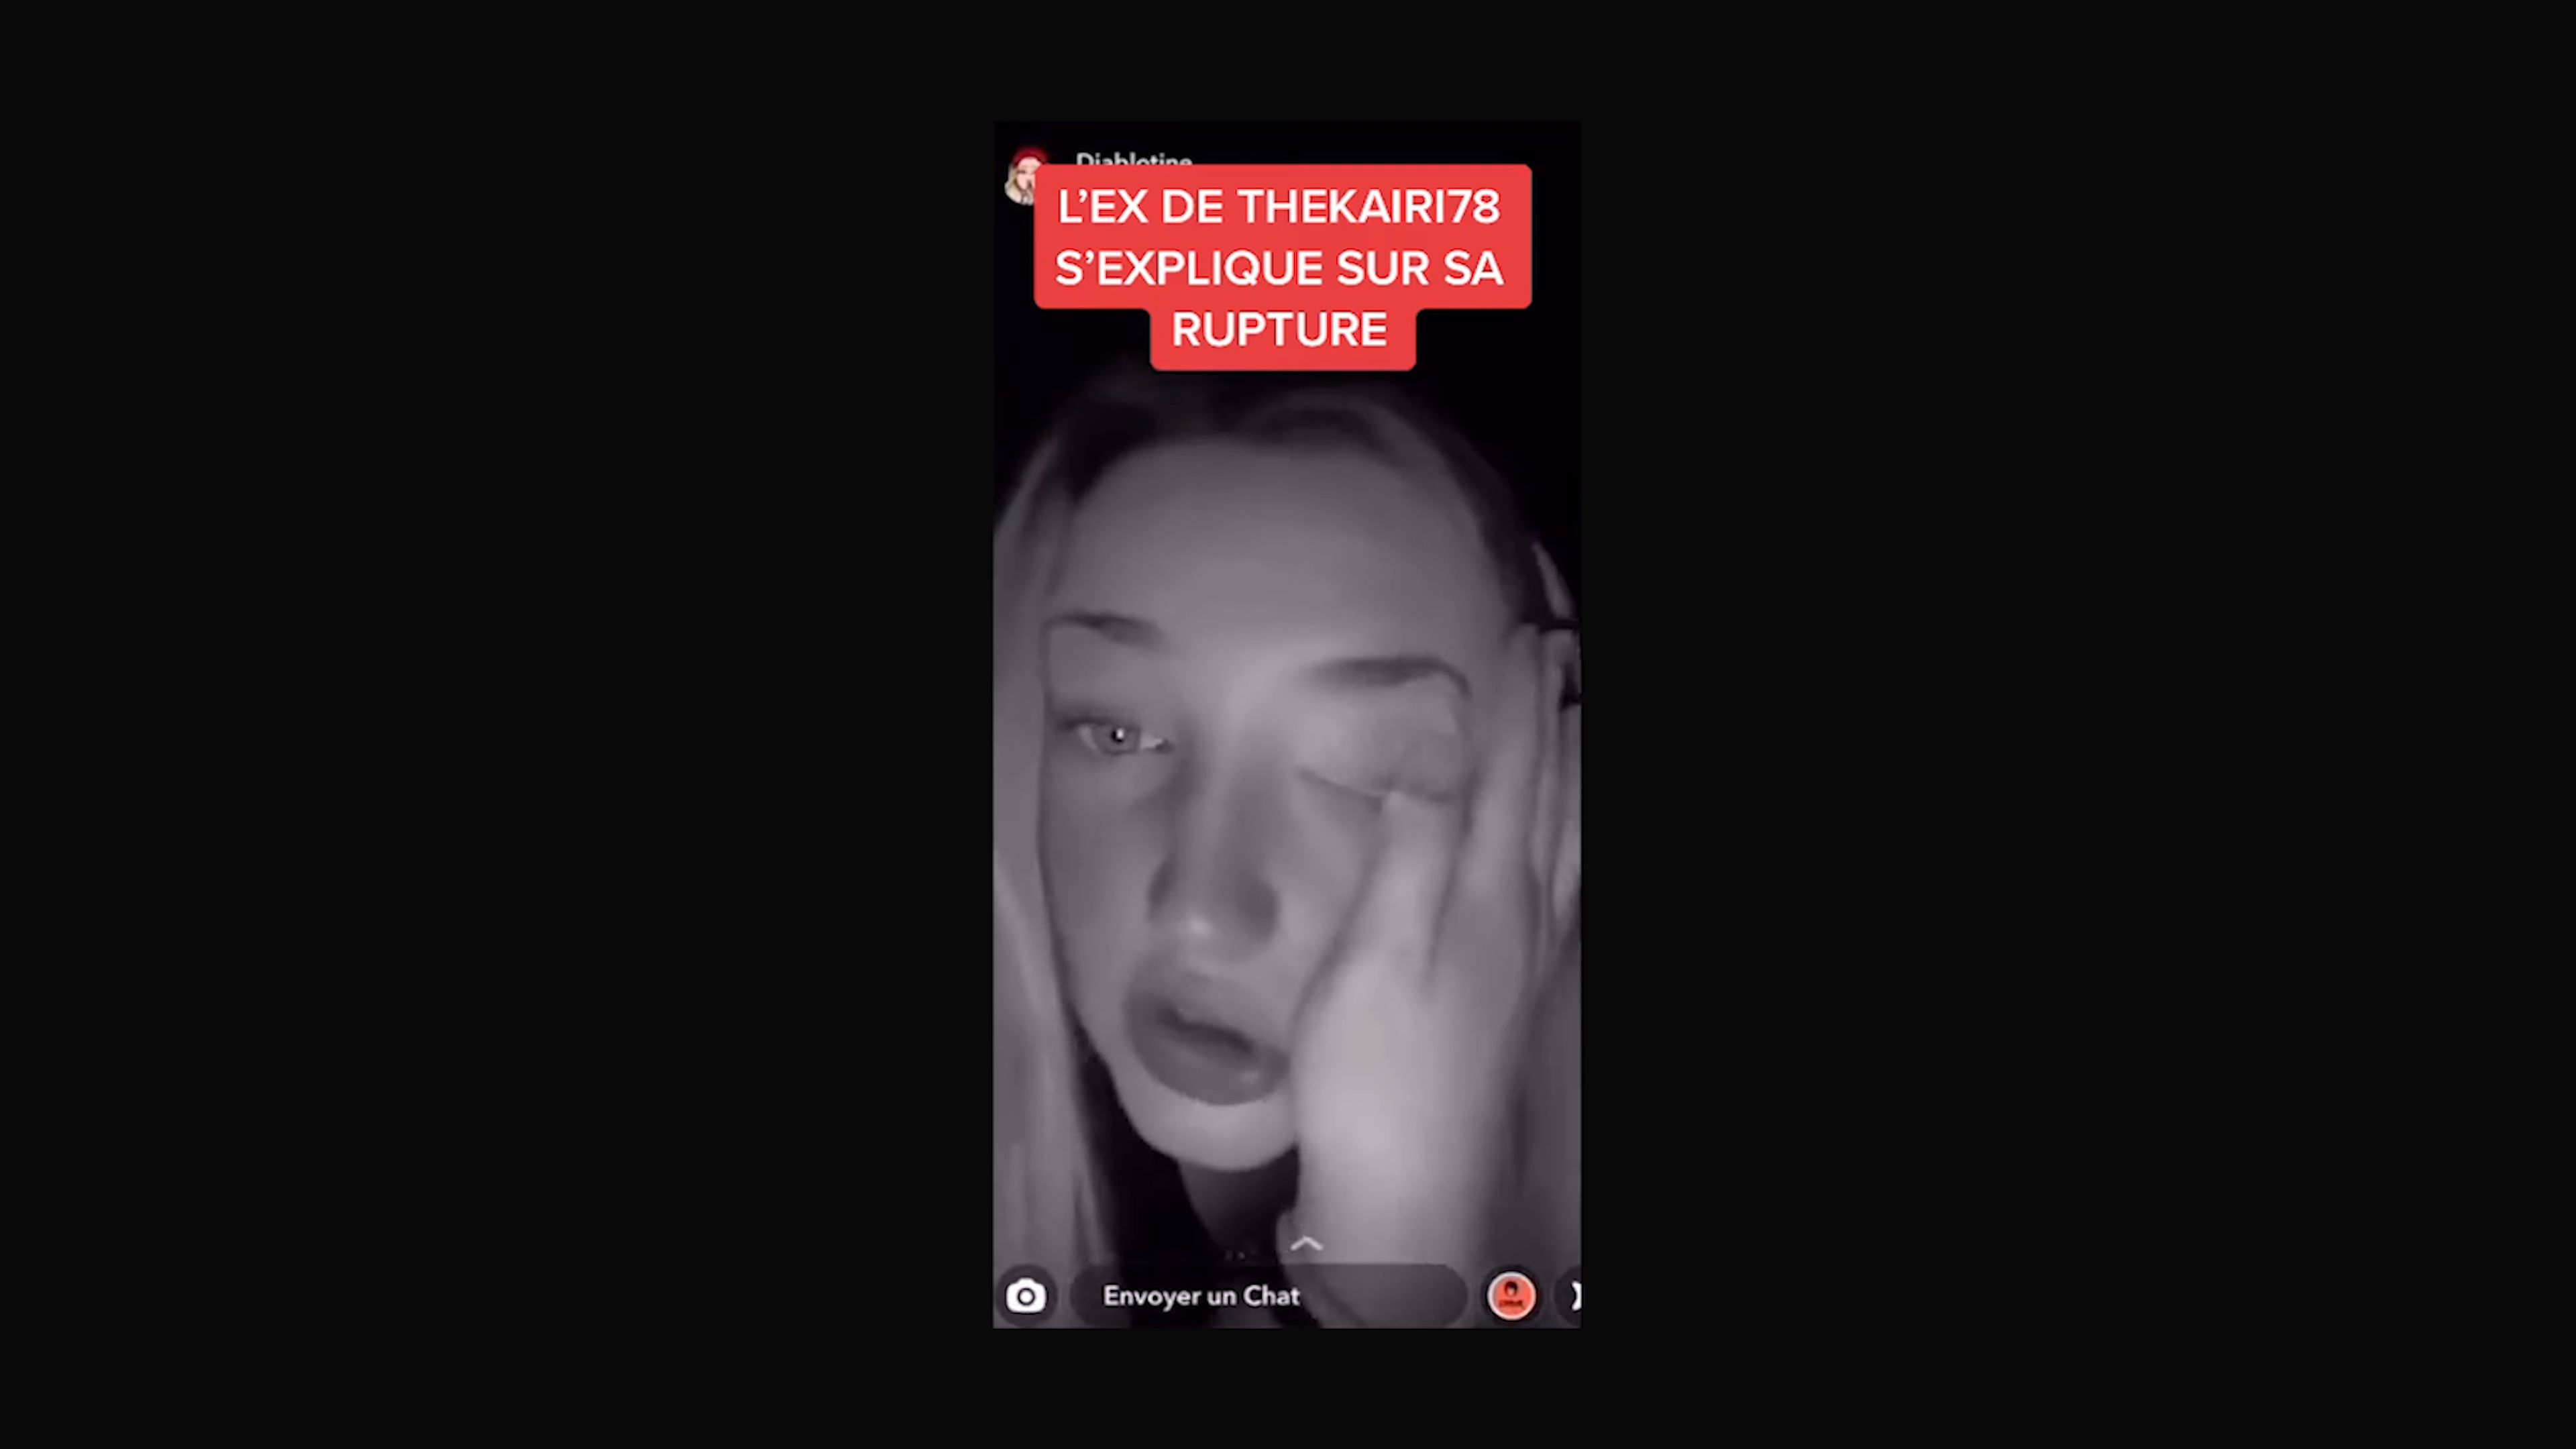 Diablotine
L’EX DE THEKAIRI78
S’EXPLIQUE SUR SA
RUPTURE
Envoyer un Chat